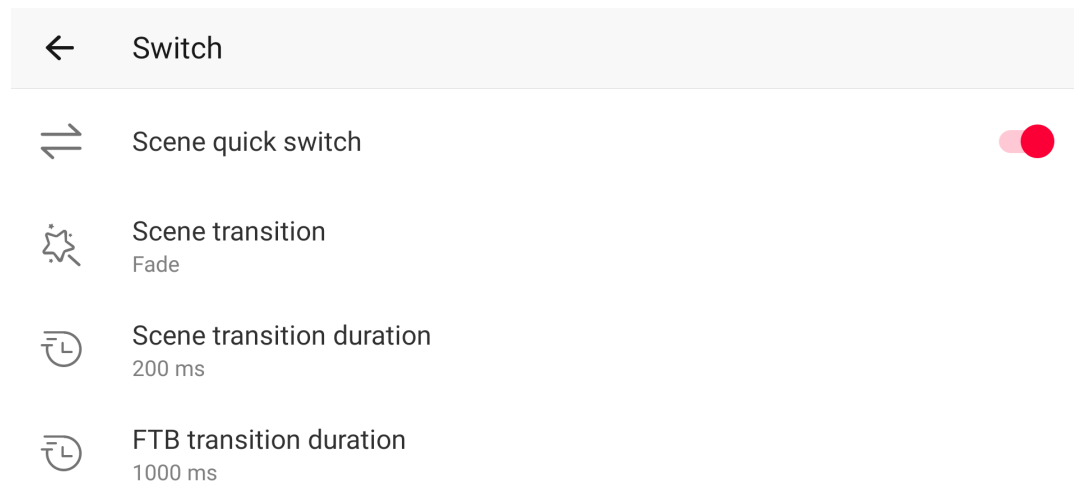 Switch
Scene quick switch
Scene transition
Fade
Scene transition duration
200 ms
FTB transition duration
1000 ms